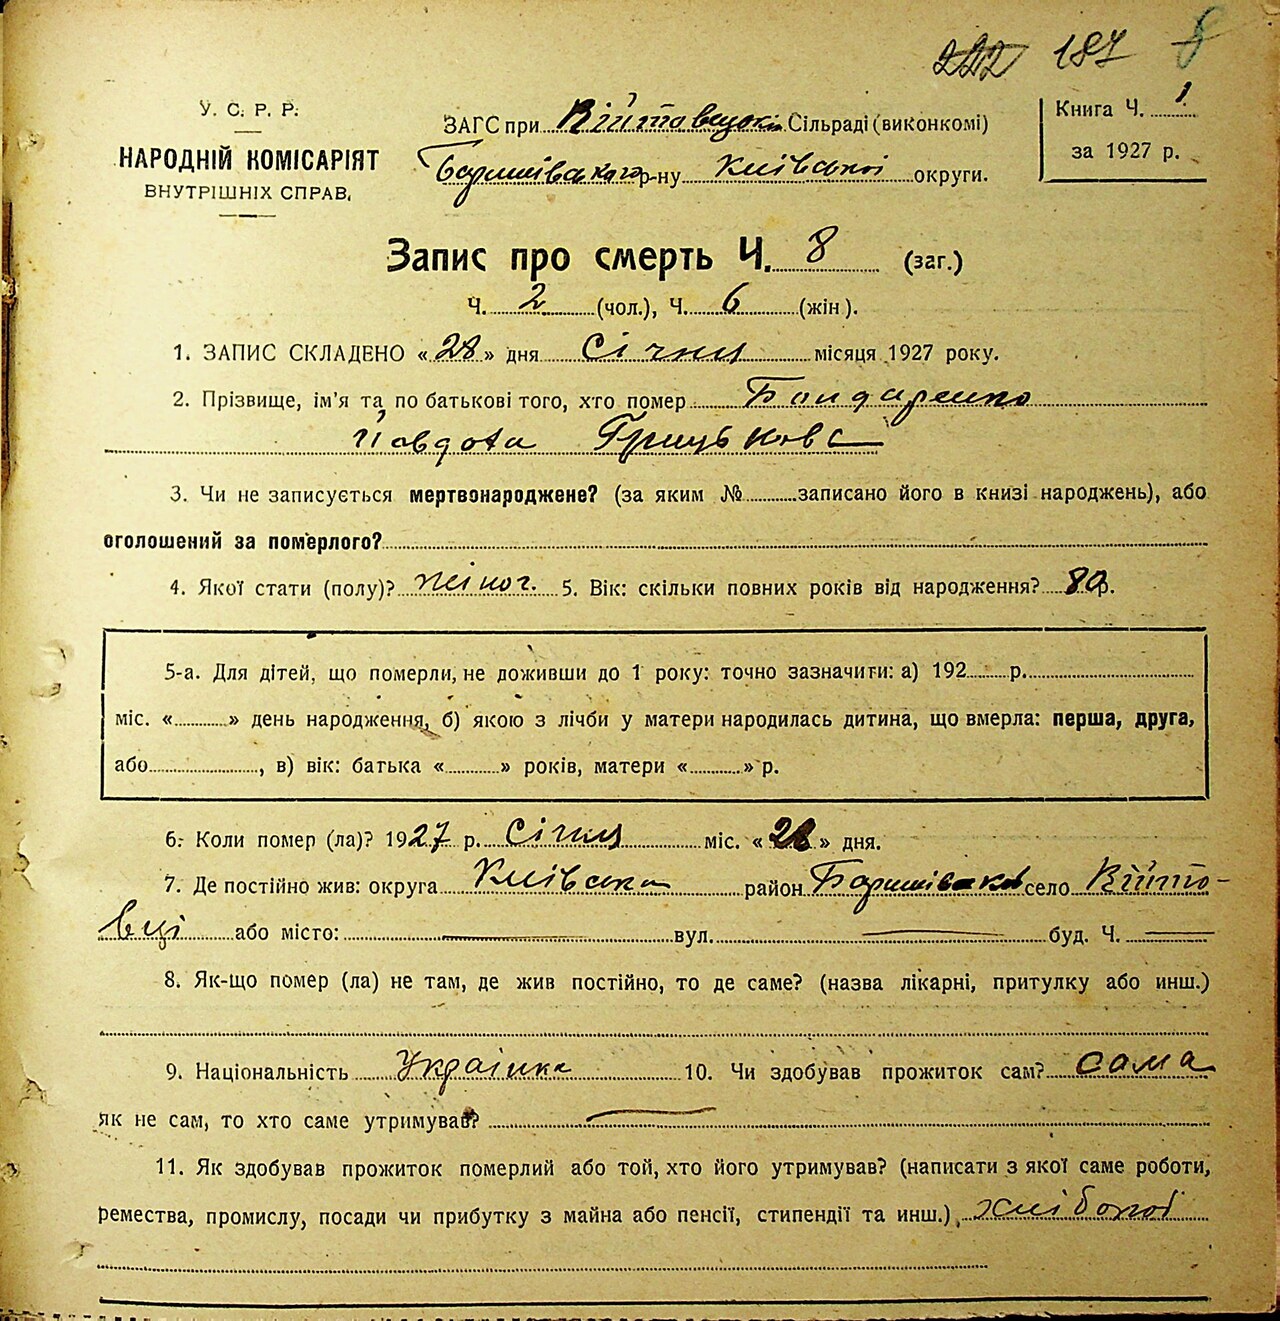 222 187 8
У. С. Р. Р.
НАРОДНІЙ КОМІСАРІЯТ
ВНУТРІШНІХ СПРАВ,
ЗАГС при Війтовецькій Сільраді (виконкомі)
Баришівського р-ну Київської округи.
Книга Ч. 1
за 1927 р.
Запис про смерть Ч. 8 (заг.)
Ч. 2 (чол.), Ч. 6 (жін).
1. ЗАПИС СКЛАДЕНО «28» дня Січня місяця 1927 року.
2. Прізвище, ім'я та по батькові того, хто помер Бондаренко
Явдоха Грицькова
3. Чи не записується мертвонароджене? (за яким № записано його в книзі народжень), або
оголошений за пом'ерлого?
4. Якої стати (полу)? жіноч. 5. Вік: скільки повних років від народження? 80 р.
5-а. Для дітей, що померли, не доживши до 1 року: точно зазначити: а) 192 р.
міс. « » день народження, б) якою з лічби у матери народилась дитина, що вмерла: перша, друга,
або , в) вік: батька « » років, матери « » р.
6. Коли помер (ла)? 1927 р. Січня міс. «28» дня.
7. Де постійно жив: округа Київська район Баришівськ село Війто-
вці або місто: вул. буд. Ч.
8. Як-що помер (ла) не там, де жив постійно, то де саме? (назва лікарні, притулку або инш.)
9. Національність Українка 10. Чи здобував прожиток сам? сама
як не сам, то хто саме утримував?
11. Як здобував прожиток померлий або той, хто його утримував? (написати з якої саме роботи,
ремества, промислу, посади чи прибутку з майна або пенсії, стипендії та инш.)